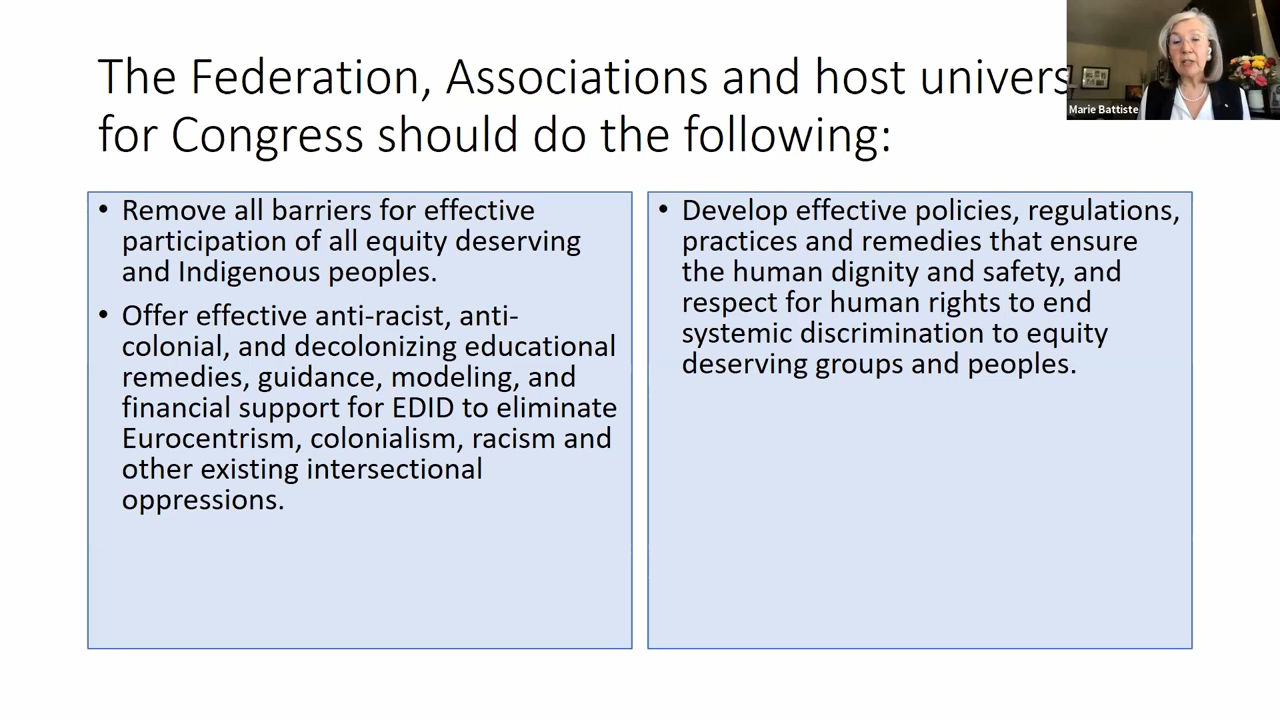 The Federation, Associations and host univers
for Congress should do the following:
Marie Battiste
• Remove all barriers for effective
participation of all equity deserving
and Indigenous peoples.
• Offer effective anti-racist, anti-
colonial, and decolonizing educational
remedies, guidance, modeling, and
financial support for EDID to eliminate
Eurocentrism, colonialism, racism and
other existing intersectional
oppressions.
• Develop effective policies, regulations,
practices and remedies that ensure
the human dignity and safety, and
respect for human rights to end
systemic discrimination to equity
deserving groups and peoples.